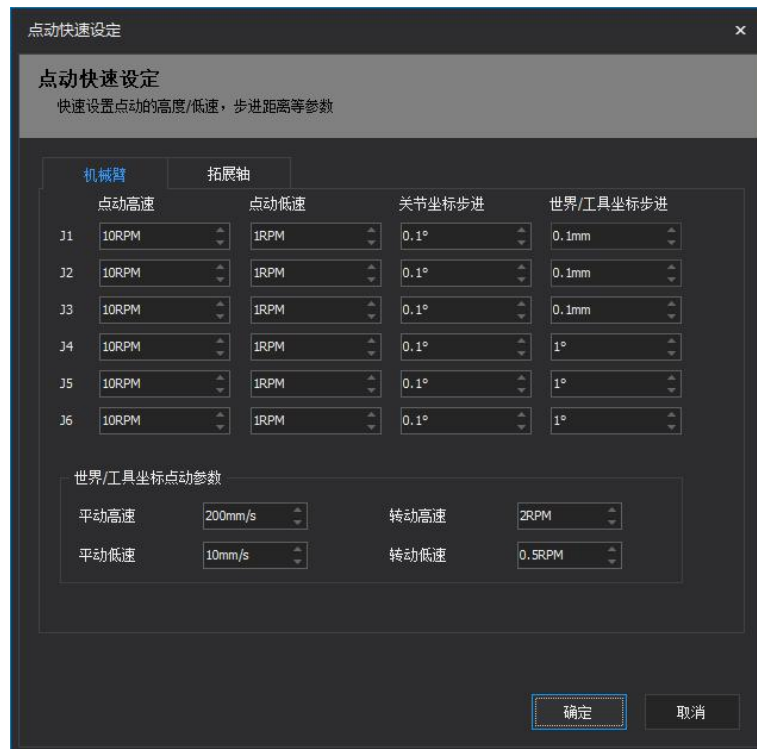 点动快速设定
点动快速设定
快速设置点动的高度/低速，步进距离等参数
机械臂 拓展轴
点动高速 点动低速 关节坐标步进 世界/工具坐标步进
J1 10RPM 1RPM 0.1° 0.1mm
J2 10RPM 1RPM 0.1° 0.1mm
J3 10RPM 1RPM 0.1° 0.1mm
J4 10RPM 1RPM 0.1° 1°
J5 10RPM 1RPM 0.1° 1°
J6 10RPM 1RPM 0.1° 1°
世界/工具坐标点动参数
平动高速 200mm/s 转动高速 2RPM
平动低速 10mm/s 转动低速 0.5RPM
确定 取消